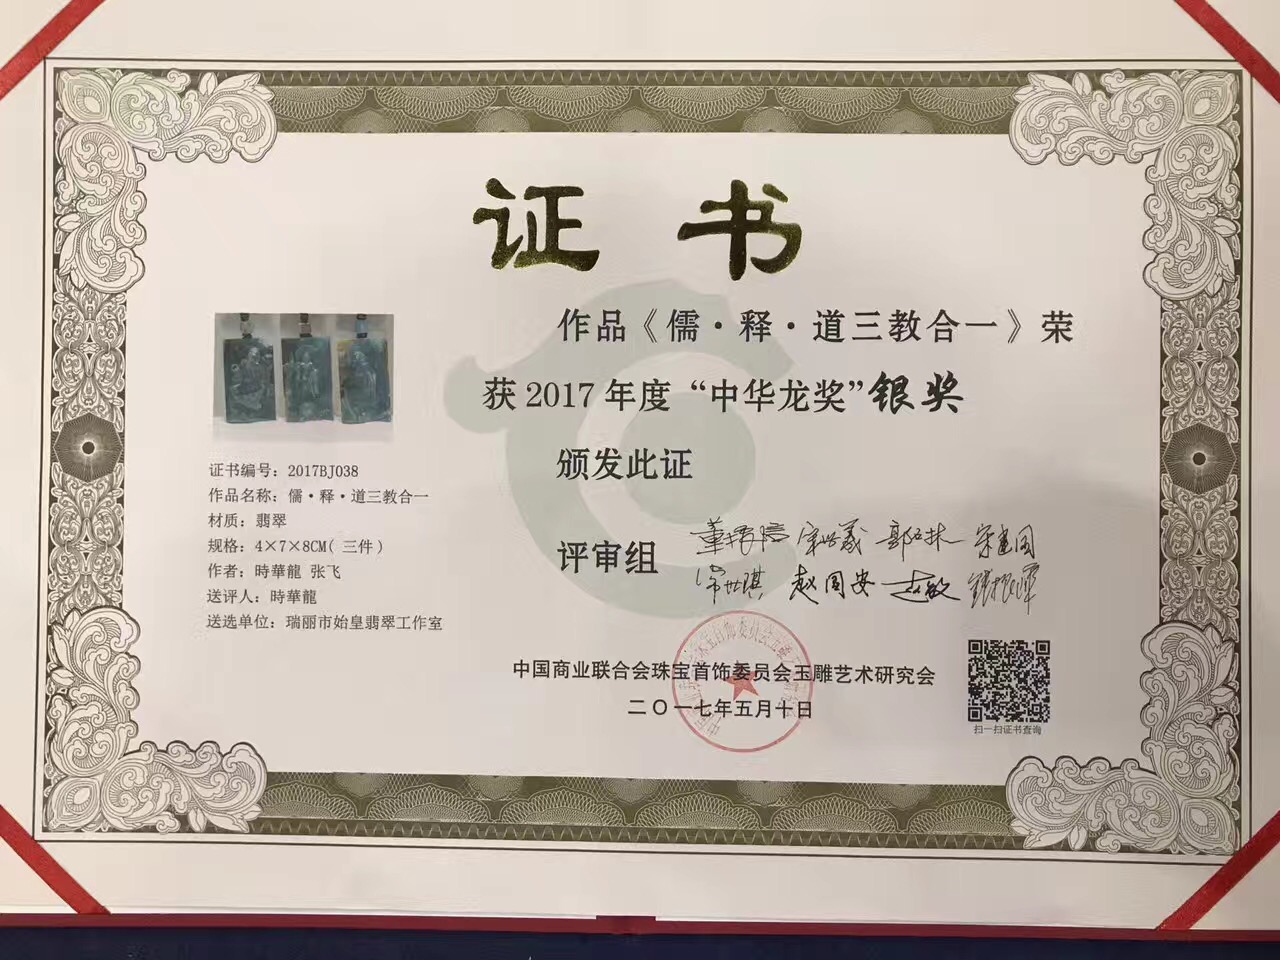 证书
作品《儒·释·道三教合一》荣
获2017年度“中华龙奖”银奖
颁发此证
证书编号：2017BJ038
作品名称：儒·释·道三教合一
材质：翡翠
规格：4×7×8CM(三件)
作者：時華龍 张飞
送评人：時華龍
送选单位：瑞丽市始皇翡翠工作室
评审组
赵国安
中国商业联合会珠宝首饰委员会玉雕艺术研究会
二〇一七年五月十日
扫一扫证书查询